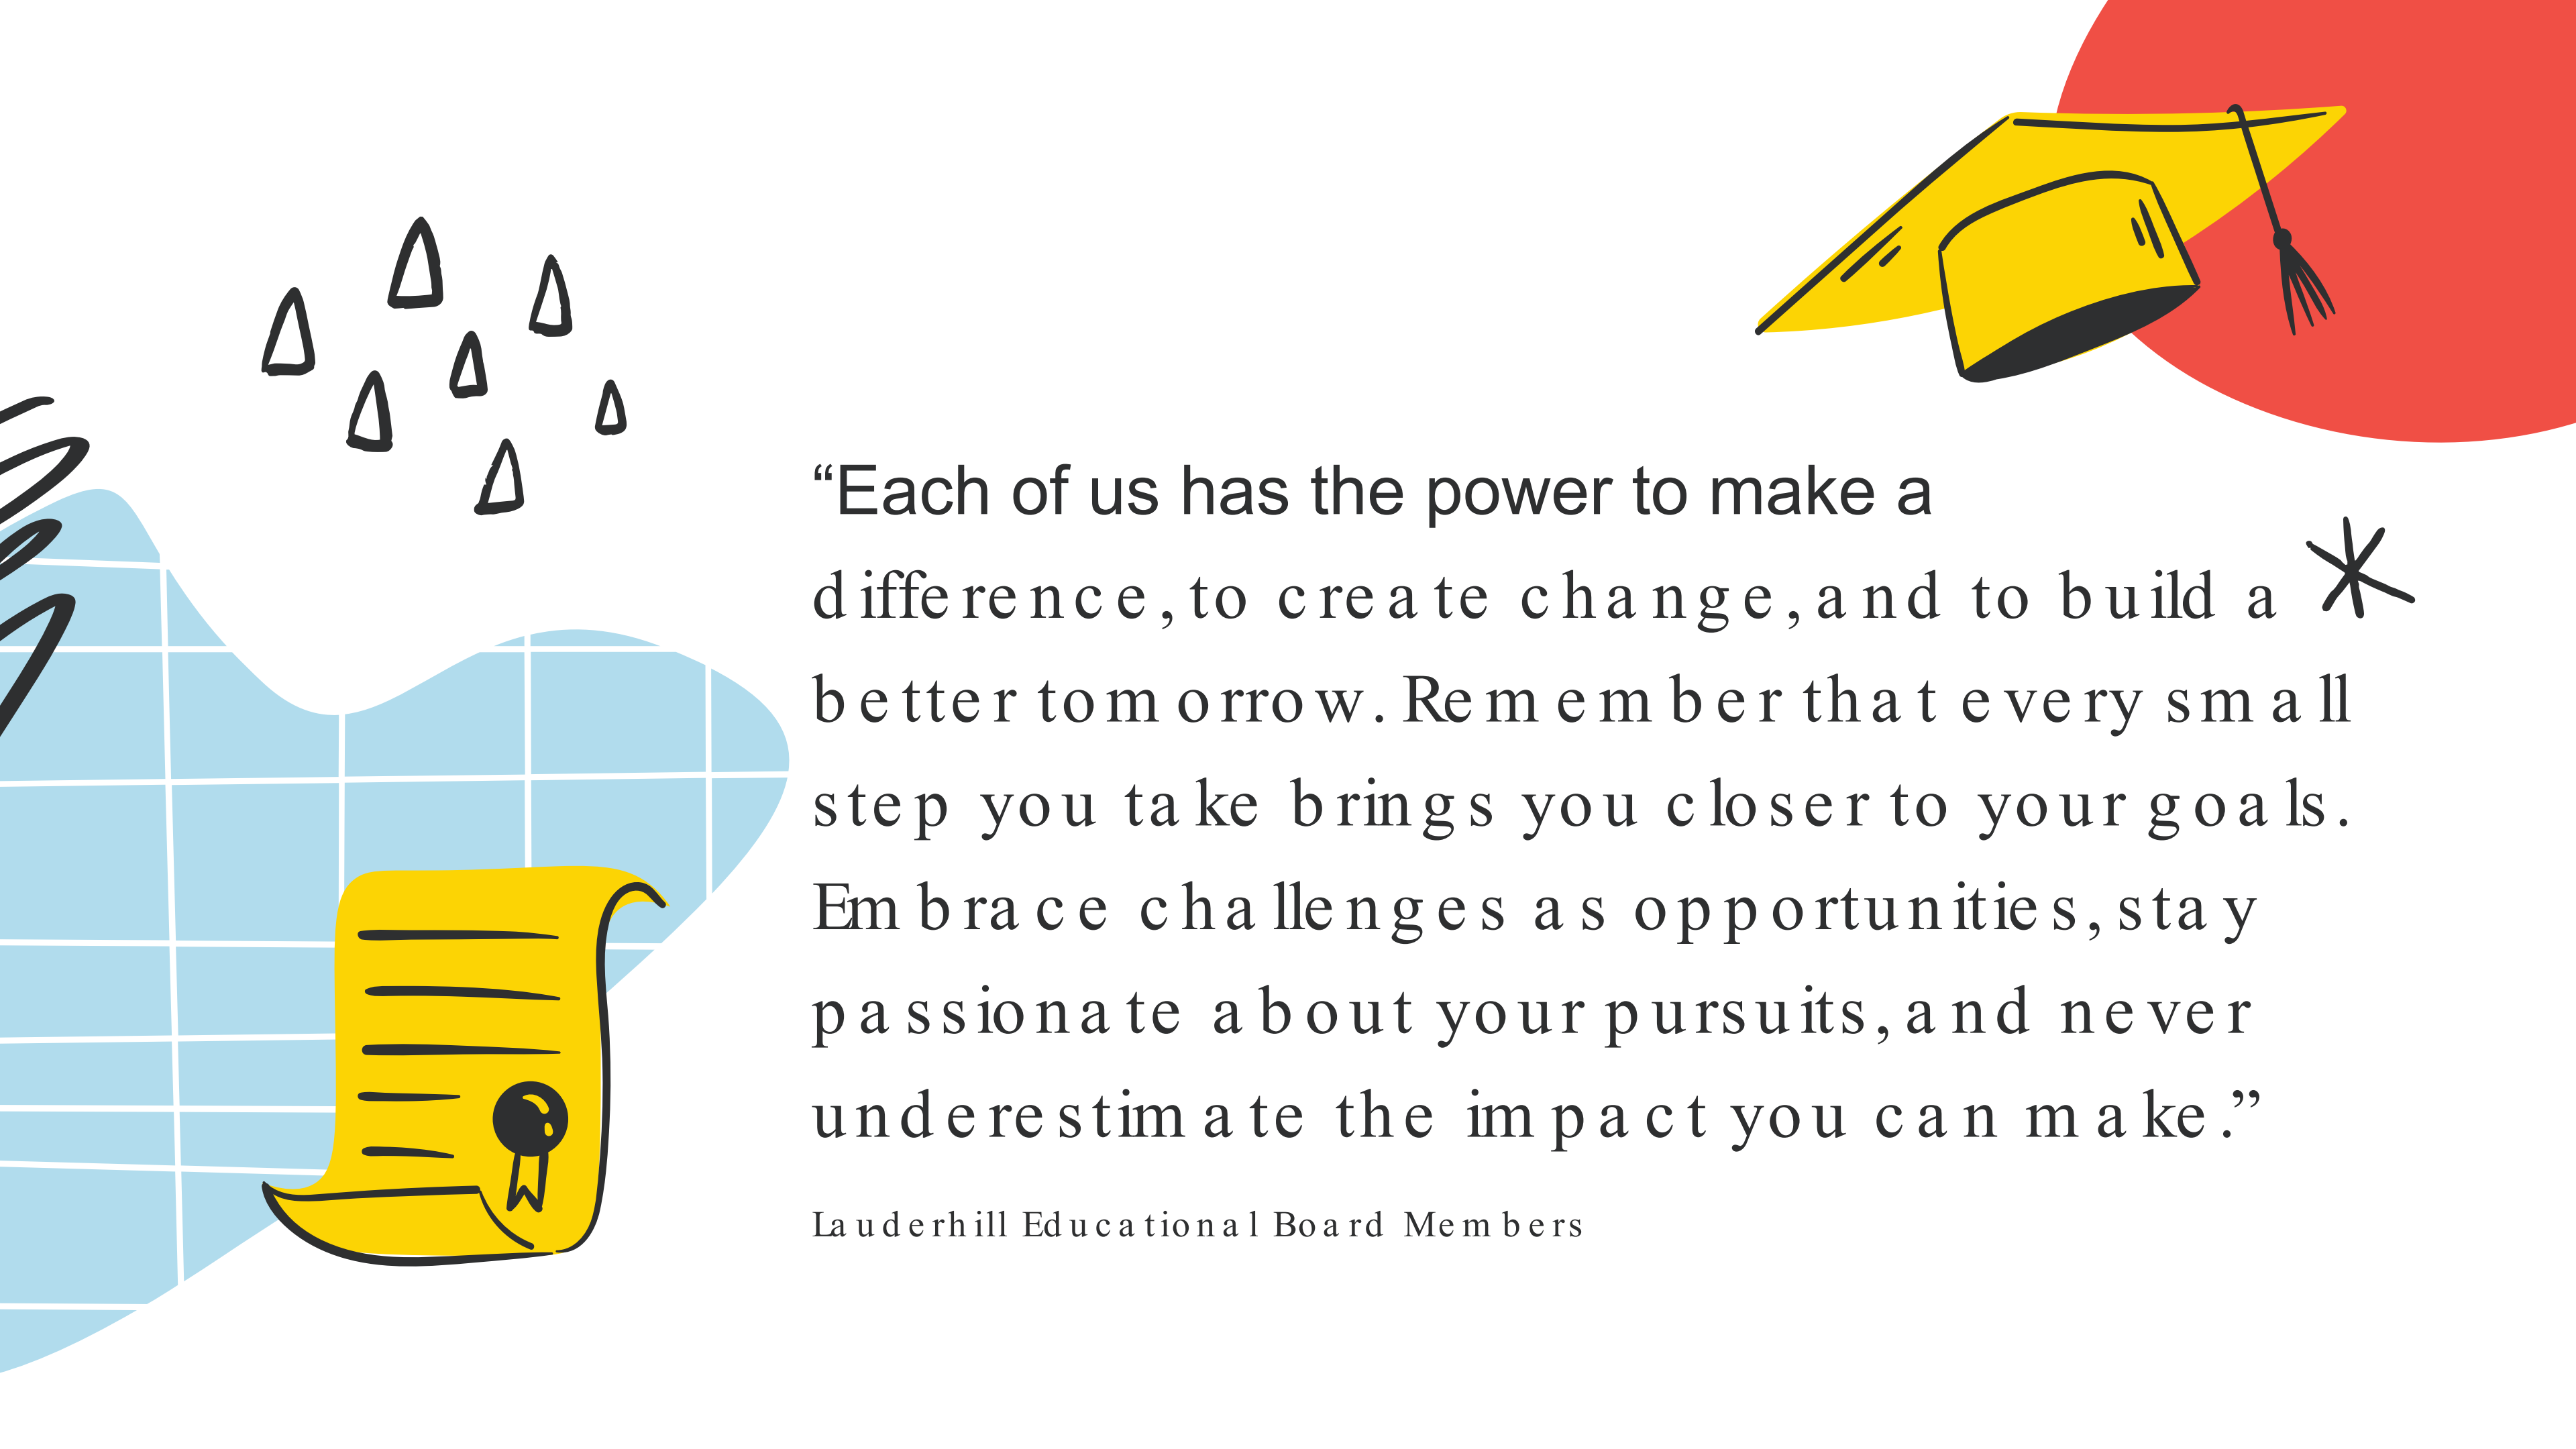 “Each of us has the power to make a
difference, to create change, and to build a
better tomorrow. Remember that every small
step you take brings you closer to your goals.
Embrace challenges as opportunities, stay
passionate about your pursuits, and never
underestimate the impact you can make.”
Lauderhill Educational Board Members